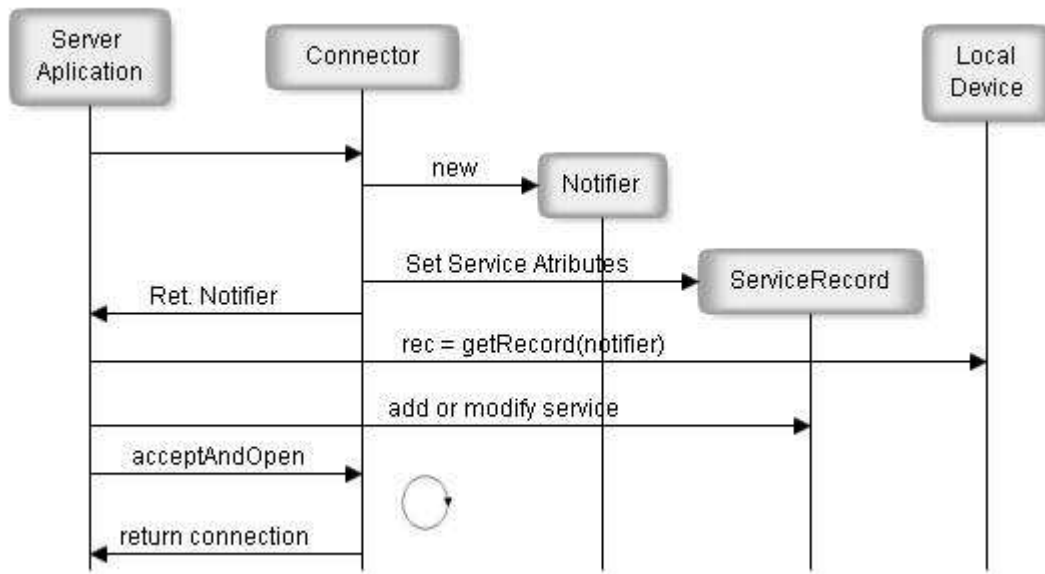 Server
Aplication
Connector
Local
Device
new
Notifier
Set Service Atributes
ServiceRecord
Ret. Notifier
rec = getRecord(notifier)
add or modify service
acceptAndOpen
return connection